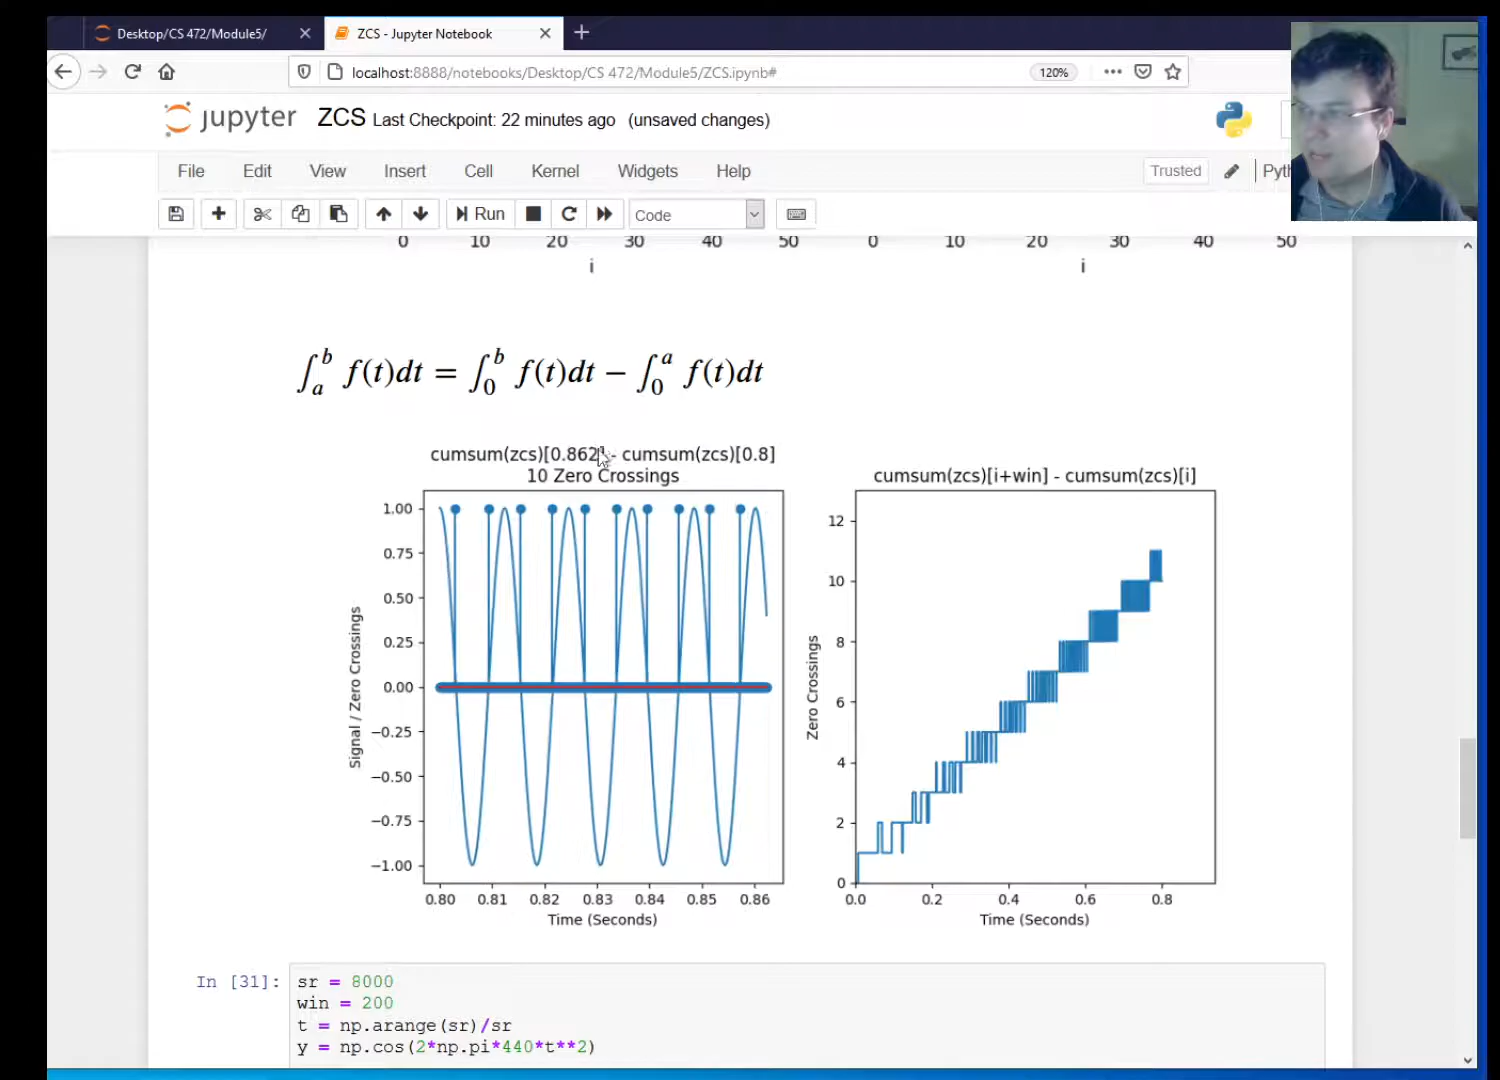 Desktop/CS 472/Module5/
ZCS - Jupyter Notebook
localhost:8888/notebooks/Desktop/CS 472/Module5/ZCS.ipynb#
120%
jupyter ZCS Last Checkpoint: 22 minutes ago (unsaved changes)
File Edit View Insert Cell Kernel Widgets Help
Trusted
Pyth
Run
Code
0 10 20 30 40 50
i
0 10 20 30 40 50
i
∫_a^b f(t)dt = ∫_0^b f(t)dt − ∫_0^a f(t)dt
cumsum(zcs)[0.862] - cumsum(zcs)[0.8]
10 Zero Crossings
1.00
0.75
0.50
0.25
0.00
−0.25
−0.50
−0.75
−1.00
Signal / Zero Crossings
0.80 0.81 0.82 0.83 0.84 0.85 0.86
Time (Seconds)
cumsum(zcs)[i+win] - cumsum(zcs)[i]
12
10
8
6
4
2
0
Zero Crossings
0.0 0.2 0.4 0.6 0.8
Time (Seconds)
In [31]:
sr = 8000
win = 200
t = np.arange(sr)/sr
y = np.cos(2*np.pi*440*t**2)